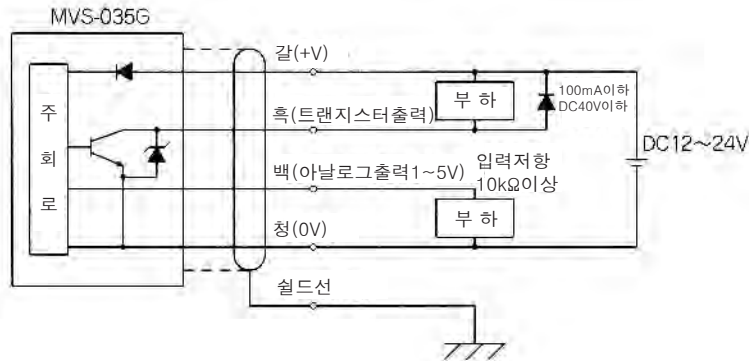 MVS-035G
갈(+V)
부 하
100mA이하
DC40V이하
주
회
로
흑(트랜지스터출력)
DC12~24V
백(아날로그출력1~5V)
입력저항
10kΩ이상
부 하
청(0V)
쉴드선